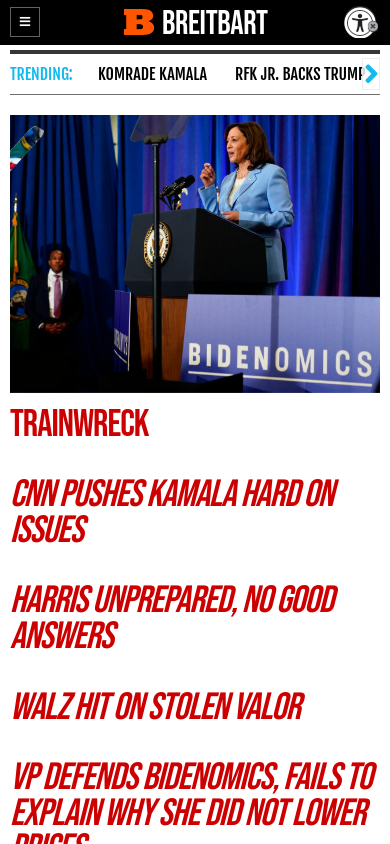 BREITBART
TRENDING:
KOMRADE KAMALA
RFK JR. BACKS TRUMP
BIDENOMICS
TRAINWRECK
CNN PUSHES KAMALA HARD ON
ISSUES
HARRIS UNPREPARED, NO GOOD
ANSWERS
WALZ HIT ON STOLEN VALOR
VP DEFENDS BIDENOMICS, FAILS TO
EXPLAIN WHY SHE DID NOT LOWER
PRICES